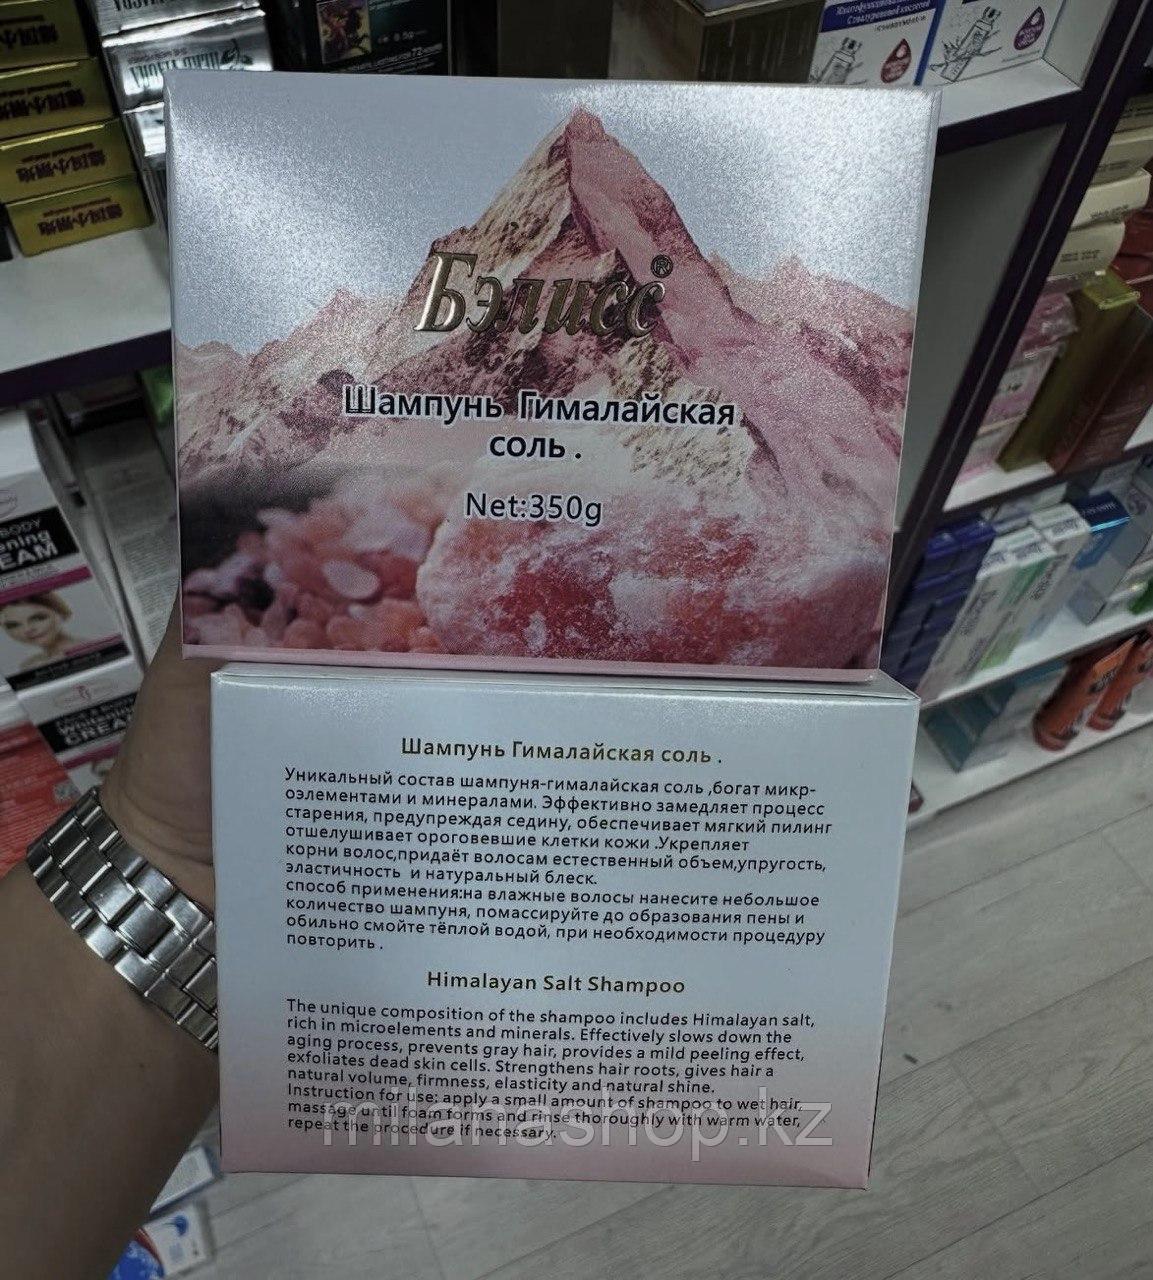 Бэлисс®
Шампунь Гималайская
соль .
Net:350g
Шампунь Гималайская соль .
Уникальный состав шампуня-гималайская соль ,богат микр-
оэлементами и минералами. Эффективно замедляет процесс
старения, предупреждая седину, обеспечивает мягкий пилинг
отшелушивает ороговевшие клетки кожи .Укрепляет
корни волос,придаёт волосам естественный объем,упругость,
эластичность и натуральный блеск.
способ применения:на влажные волосы нанесите небольшое
количество шампуня, помассируйте до образования пены и
обильно смойте тёплой водой, при необходимости процедуру
повторить .
Himalayan Salt Shampoo
The unique composition of the shampoo includes Himalayan salt,
rich in microelements and minerals. Effectively slows down the
aging process, prevents gray hair, provides a mild peeling effect,
exfoliates dead skin cells. Strengthens hair roots, gives hair a
natural volume, firmness, elasticity and natural shine.
Instruction for use: apply a small amount of shampoo to wet hair,
massage until foam forms and rinse thoroughly with warm water,
repeat the procedure if necessary.
milanashop.kz
BODY
CREAM